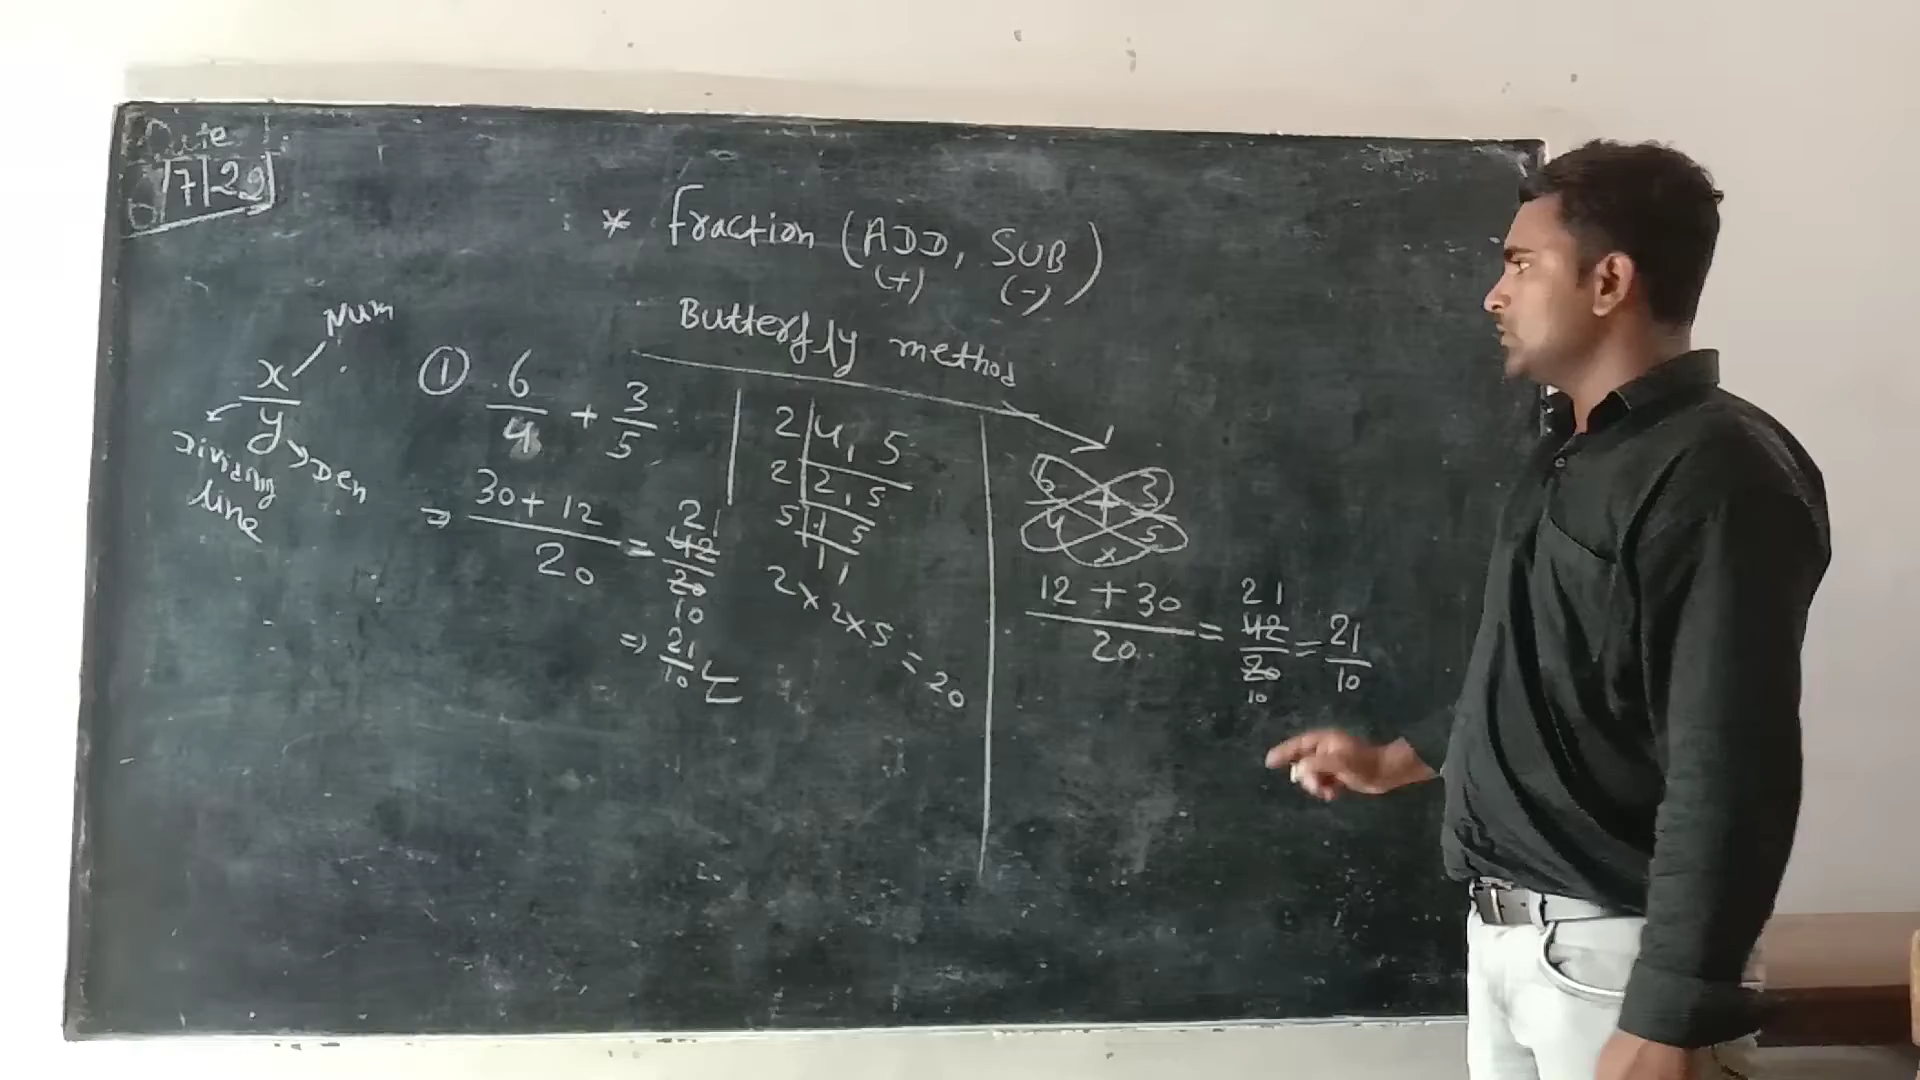 Date
17/29
* Fraction (ADD, SUB)
(+) (-)
Butterfly method
Num
x/y
Dividing line
Den
① 6/4 + 3/5
⇒ (30 + 12)/20 = 42/20
21
10
⇒ 21/10
2 | 4, 5
2 | 2, 5
5 | 1, 5
1, 1
2 x 2 x 5 = 20
6 + 3
4 x 5
(12 + 30)/20 = 42/20 = 21/10
21
10